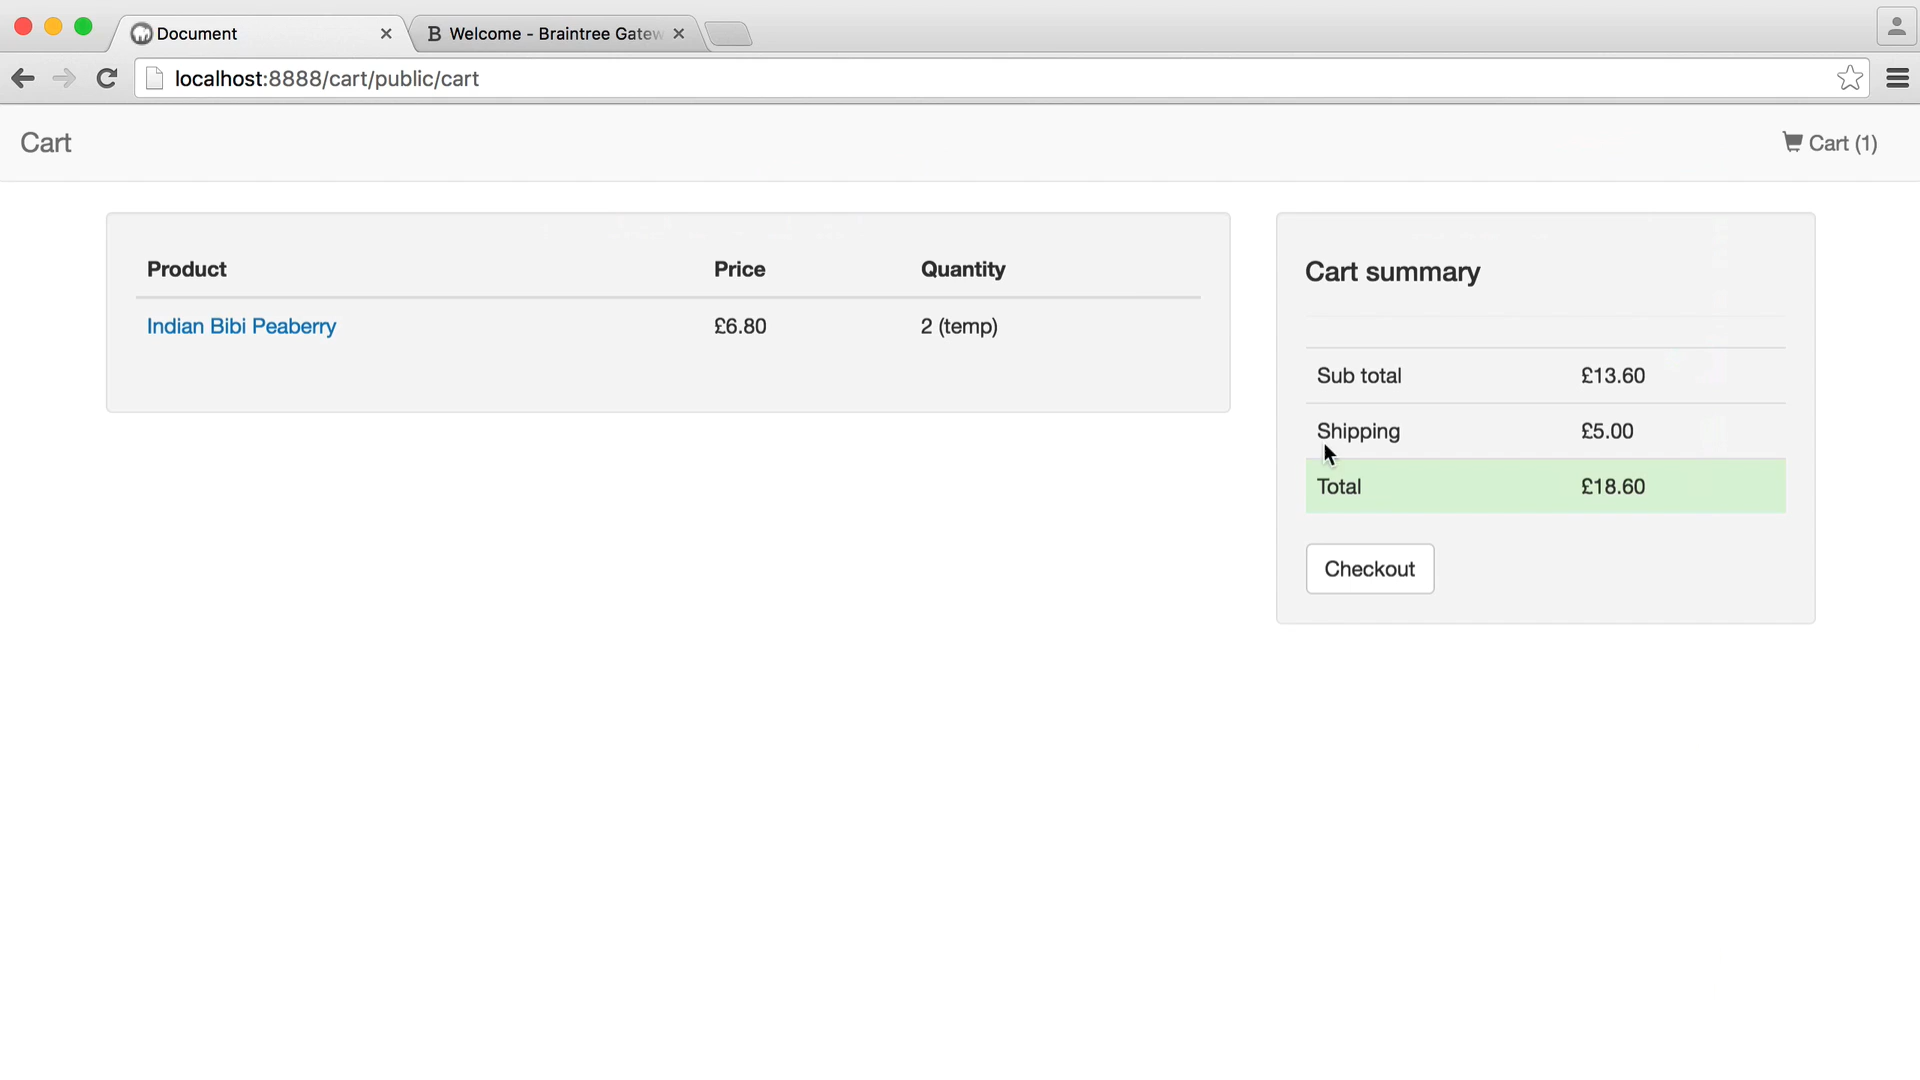 Document
B Welcome - Braintree Gatew
localhost:8888/cart/public/cart
Cart
Cart (1)
Product Price Quantity
Indian Bibi Peaberry £6.80 2 (temp)
Cart summary
Sub total £13.60
Shipping £5.00
Total £18.60
Checkout